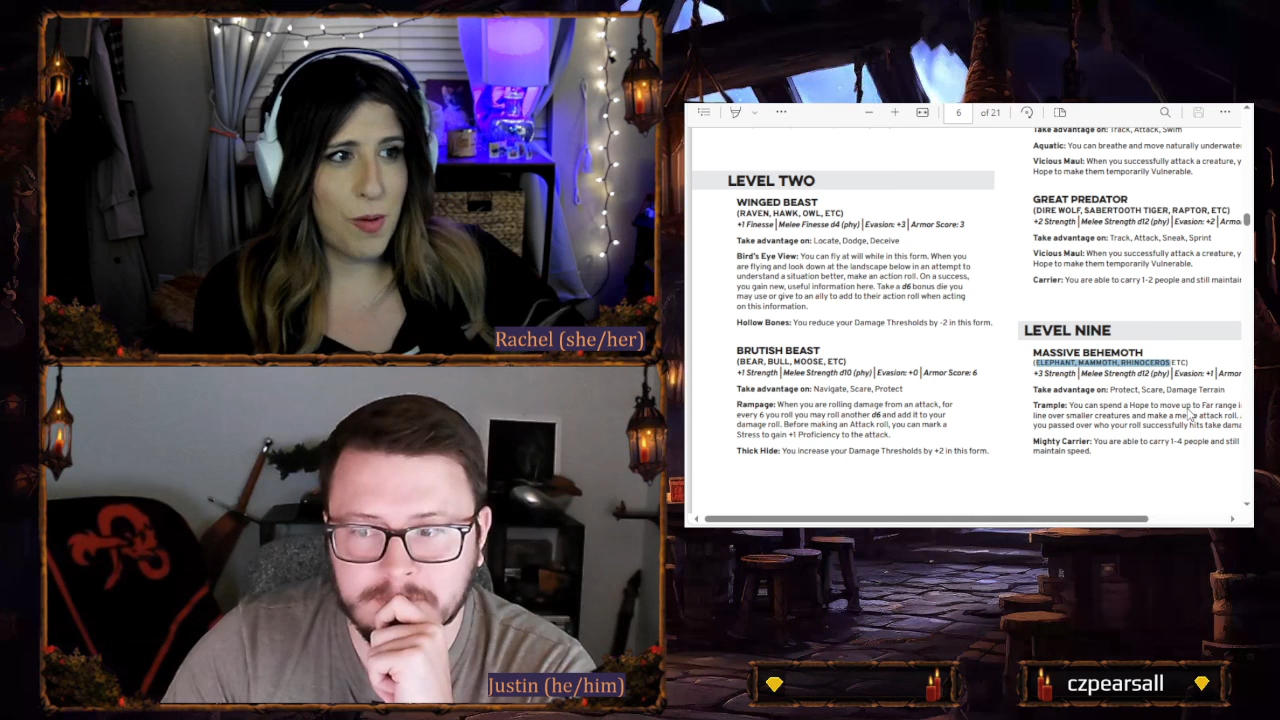 Rachel (she/her)
Justin (he/him)
6 of 21
LEVEL TWO
WINGED BEAST
(RAVEN, HAWK, OWL, ETC)
+1 Finesse | Melee Finesse d4 (phy) | Evasion: +3 | Armor Score: 3
Take advantage on: Locate, Dodge, Deceive
Bird's Eye View: You can fly at will while in this form. When you
are flying and look down at the landscape below in an attempt to
understand a situation better, make an action roll. On a success,
you gain new, useful information here. Take a d6 bonus die you
may use or give to an ally to add to their action roll when acting
on this information.
Hollow Bones: You reduce your Damage Thresholds by -2 in this form.
BRUTISH BEAST
(BEAR, BULL, MOOSE, ETC)
+1 Strength | Melee Strength d10 (phy) | Evasion: +0 | Armor Score: 6
Take advantage on: Navigate, Scare, Protect
Rampage: When you are rolling damage from an attack, for
every 6 you roll you may roll another d6 and add it to your
damage roll. Before making an Attack roll, you can mark a
Stress to gain +1 Proficiency to the attack.
Thick Hide: You increase your Damage Thresholds by +2 in this form.
Take advantage on: Track, Attack, Swim
Aquatic: You can breathe and move naturally underwate
Vicious Maul: When you successfully attack a creature, y
Hope to make them temporarily Vulnerable.
GREAT PREDATOR
(DIRE WOLF, SABERTOOTH TIGER, RAPTOR, ETC)
+2 Strength | Melee Strength d12 (phy) | Evasion: +2 | Armo
Take advantage on: Track, Attack, Sneak, Sprint
Vicious Maul: When you successfully attack a creature, y
Hope to make them temporarily Vulnerable.
Carrier: You are able to carry 1-2 people and still maintai
LEVEL NINE
MASSIVE BEHEMOTH
(ELEPHANT, MAMMOTH, RHINOCEROS ETC)
+3 Strength | Melee Strength d12 (phy) | Evasion: +1 | Armor
Take advantage on: Protect, Scare, Damage Terrain
Trample: You can spend a Hope to move up to Far range i
line over smaller creatures and make a melee attack roll.
you passed over who your roll successfully hits take dama
Mighty Carrier: You are able to carry 1-4 people and still
maintain speed.
czpearsall